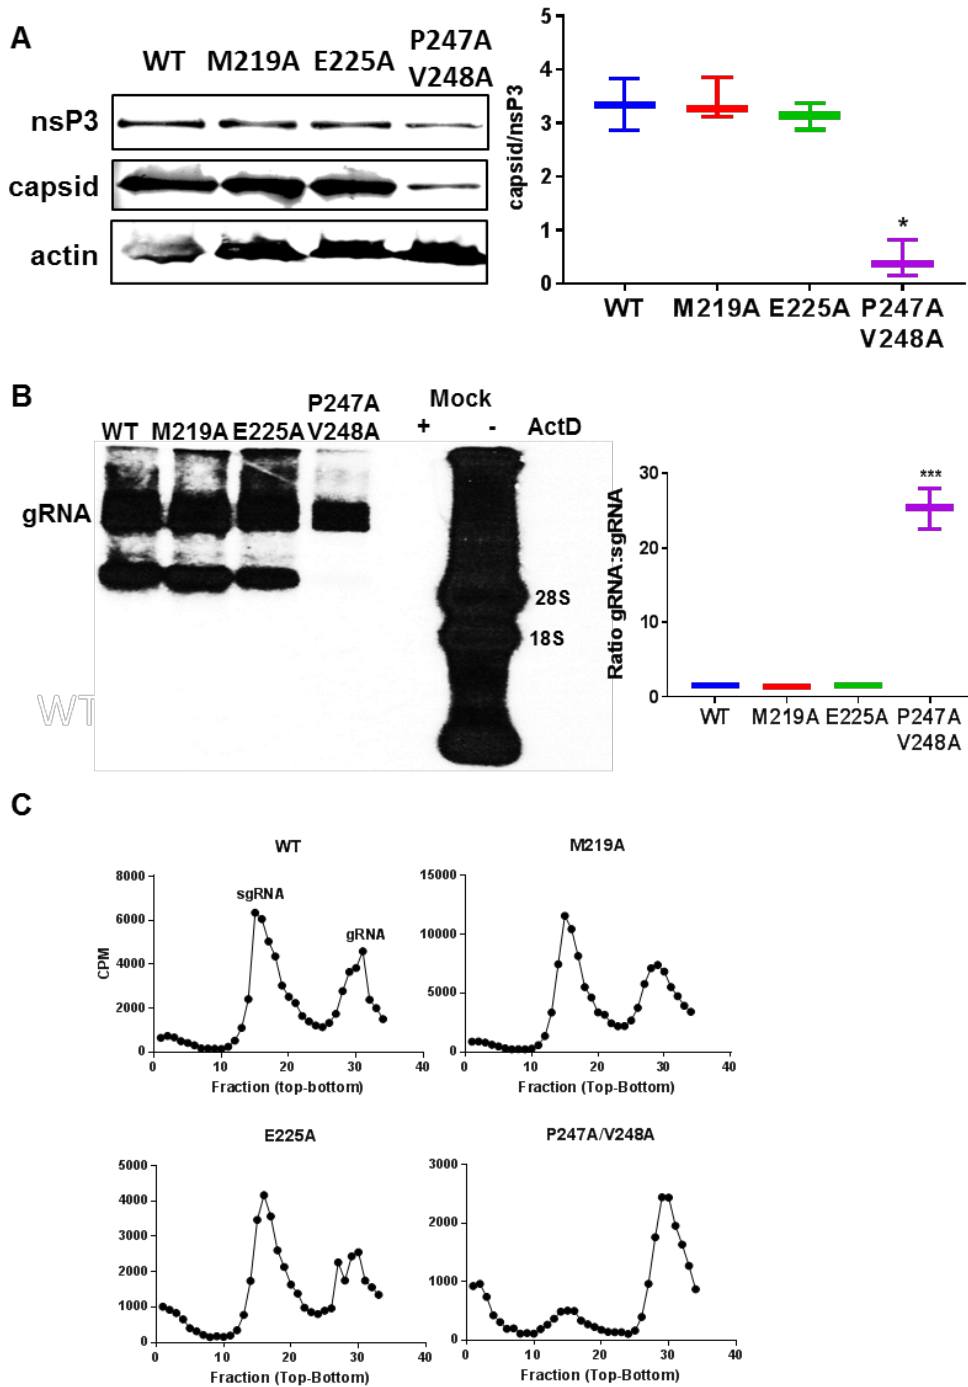 A
WT M219A E225A P247A
V248A
nsP3
capsid
actin
capsid/nsP3
5
4
3
2
1
0
*
WT M219A E225A P247A
V248A
B
WT M219A E225A P247A
V248A
Mock
+ - ActD
gRNA
28S
18S
WT
Ratio gRNA:sgRNA
30
20
10
0
***
WT M219A E225A P247A
V248A
C
WT
CPM
8000
6000
4000
2000
0
sgRNA
gRNA
0 10 20 30 40
Fraction (top-bottom)
M219A
15000
10000
5000
0
0 10 20 30 40
Fraction (Top-Bottom)
E225A
5000
4000
3000
2000
1000
0
0 10 20 30 40
Fraction (Top-Bottom)
P247A/V248A
3000
2000
1000
0
0 10 20 30 40
Fraction (Top-Bottom)